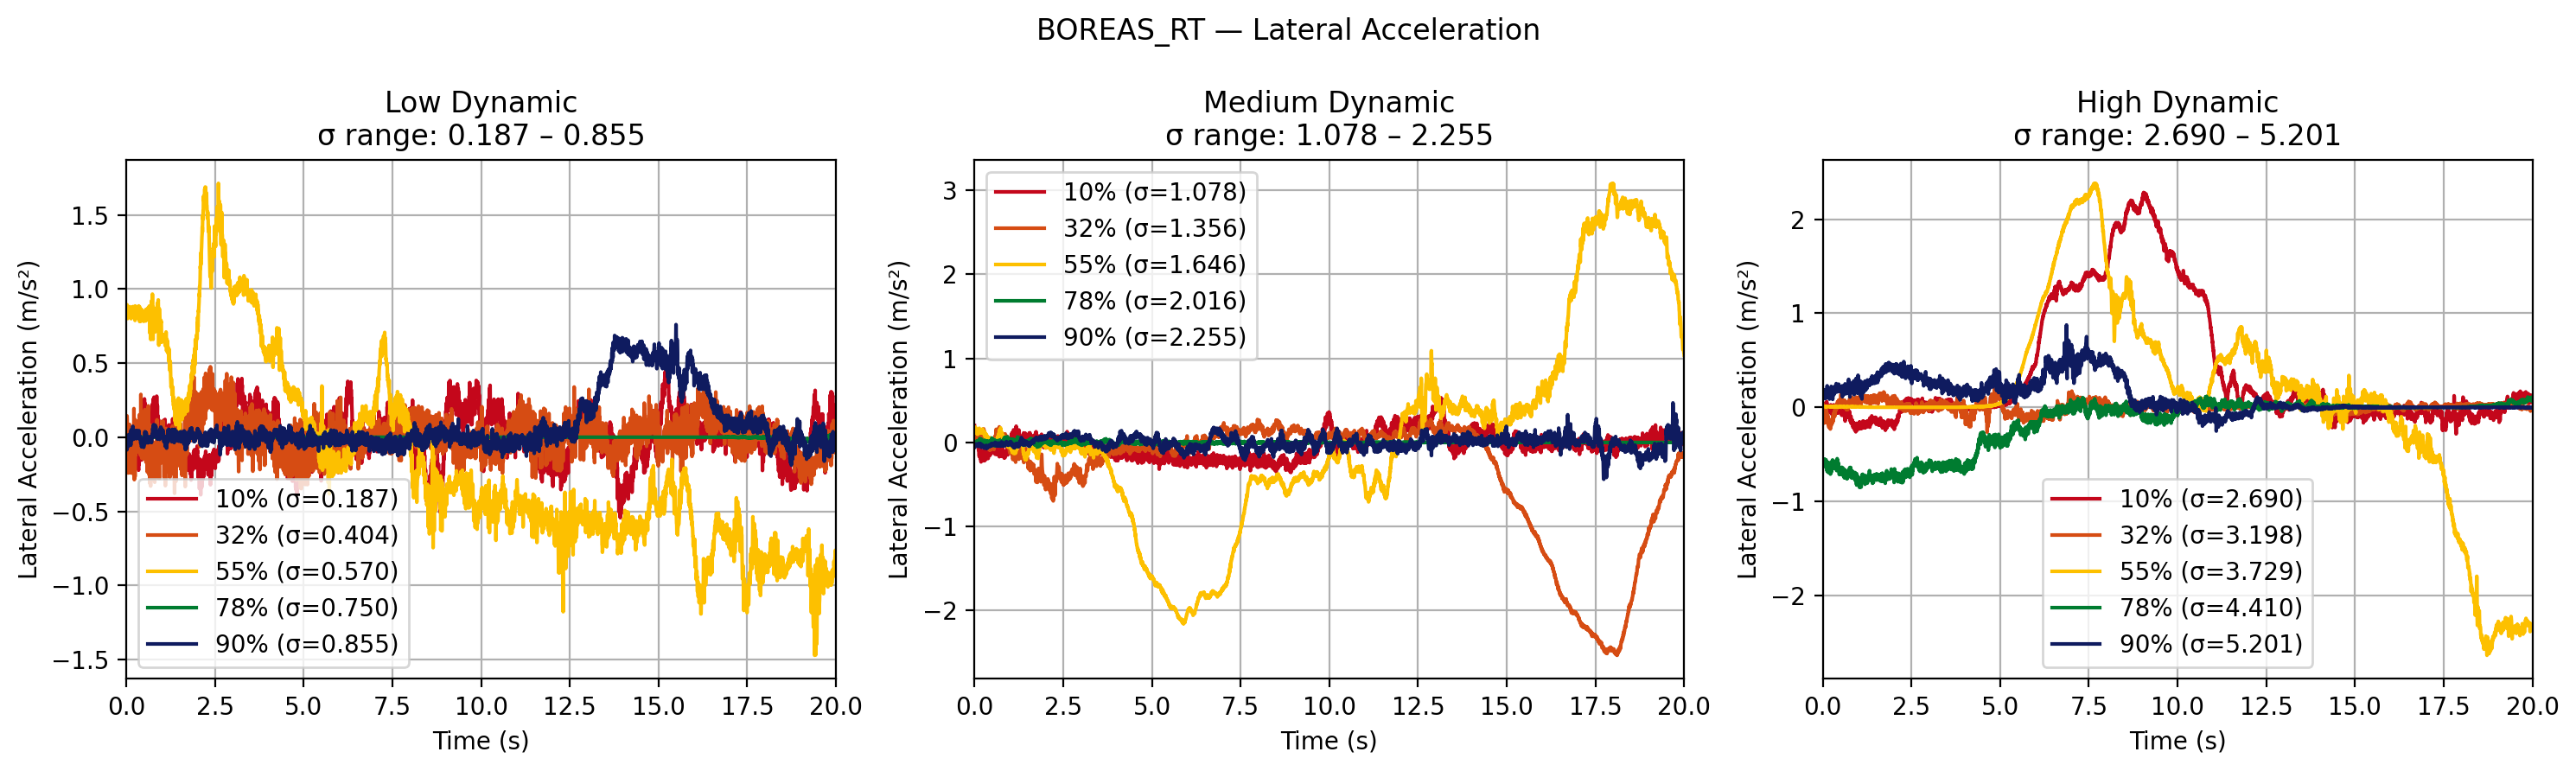 BOREAS_RT — Lateral Acceleration
Low Dynamic
σ range: 0.187 – 0.855
Lateral Acceleration (m/s²)
1.5
1.0
0.5
0.0
−0.5
−1.0
−1.5
10% (σ=0.187)
32% (σ=0.404)
55% (σ=0.570)
78% (σ=0.750)
90% (σ=0.855)
0.0 2.5 5.0 7.5 10.0 12.5 15.0 17.5 20.0
Time (s)
Medium Dynamic
σ range: 1.078 – 2.255
Lateral Acceleration (m/s²)
3
2
1
0
−1
−2
10% (σ=1.078)
32% (σ=1.356)
55% (σ=1.646)
78% (σ=2.016)
90% (σ=2.255)
0.0 2.5 5.0 7.5 10.0 12.5 15.0 17.5 20.0
Time (s)
High Dynamic
σ range: 2.690 – 5.201
Lateral Acceleration (m/s²)
2
1
0
−1
−2
10% (σ=2.690)
32% (σ=3.198)
55% (σ=3.729)
78% (σ=4.410)
90% (σ=5.201)
0.0 2.5 5.0 7.5 10.0 12.5 15.0 17.5 20.0
Time (s)